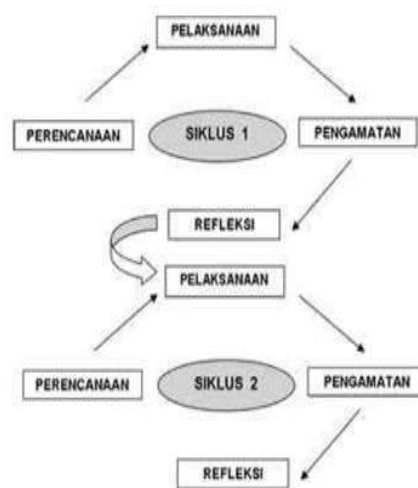 PELAKSANAAN
PERENCANAAN
SIKLUS 1
PENGAMATAN
REFLEKSI
PELAKSANAAN
PERENCANAAN
SIKLUS 2
PENGAMATAN
REFLEKSI